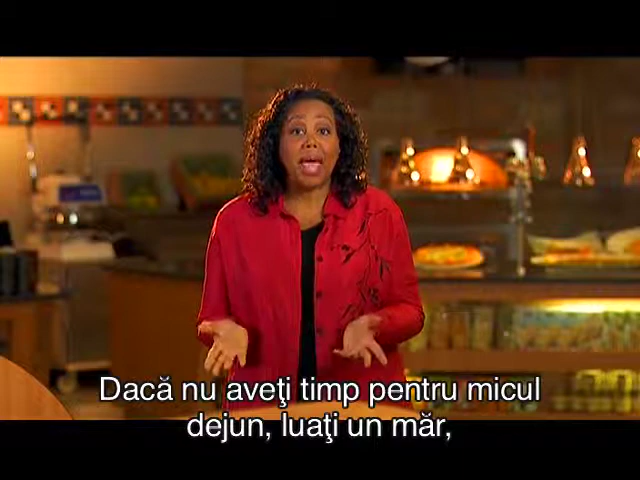 Dacă nu aveţi timp pentru micul
dejun, luaţi un măr,